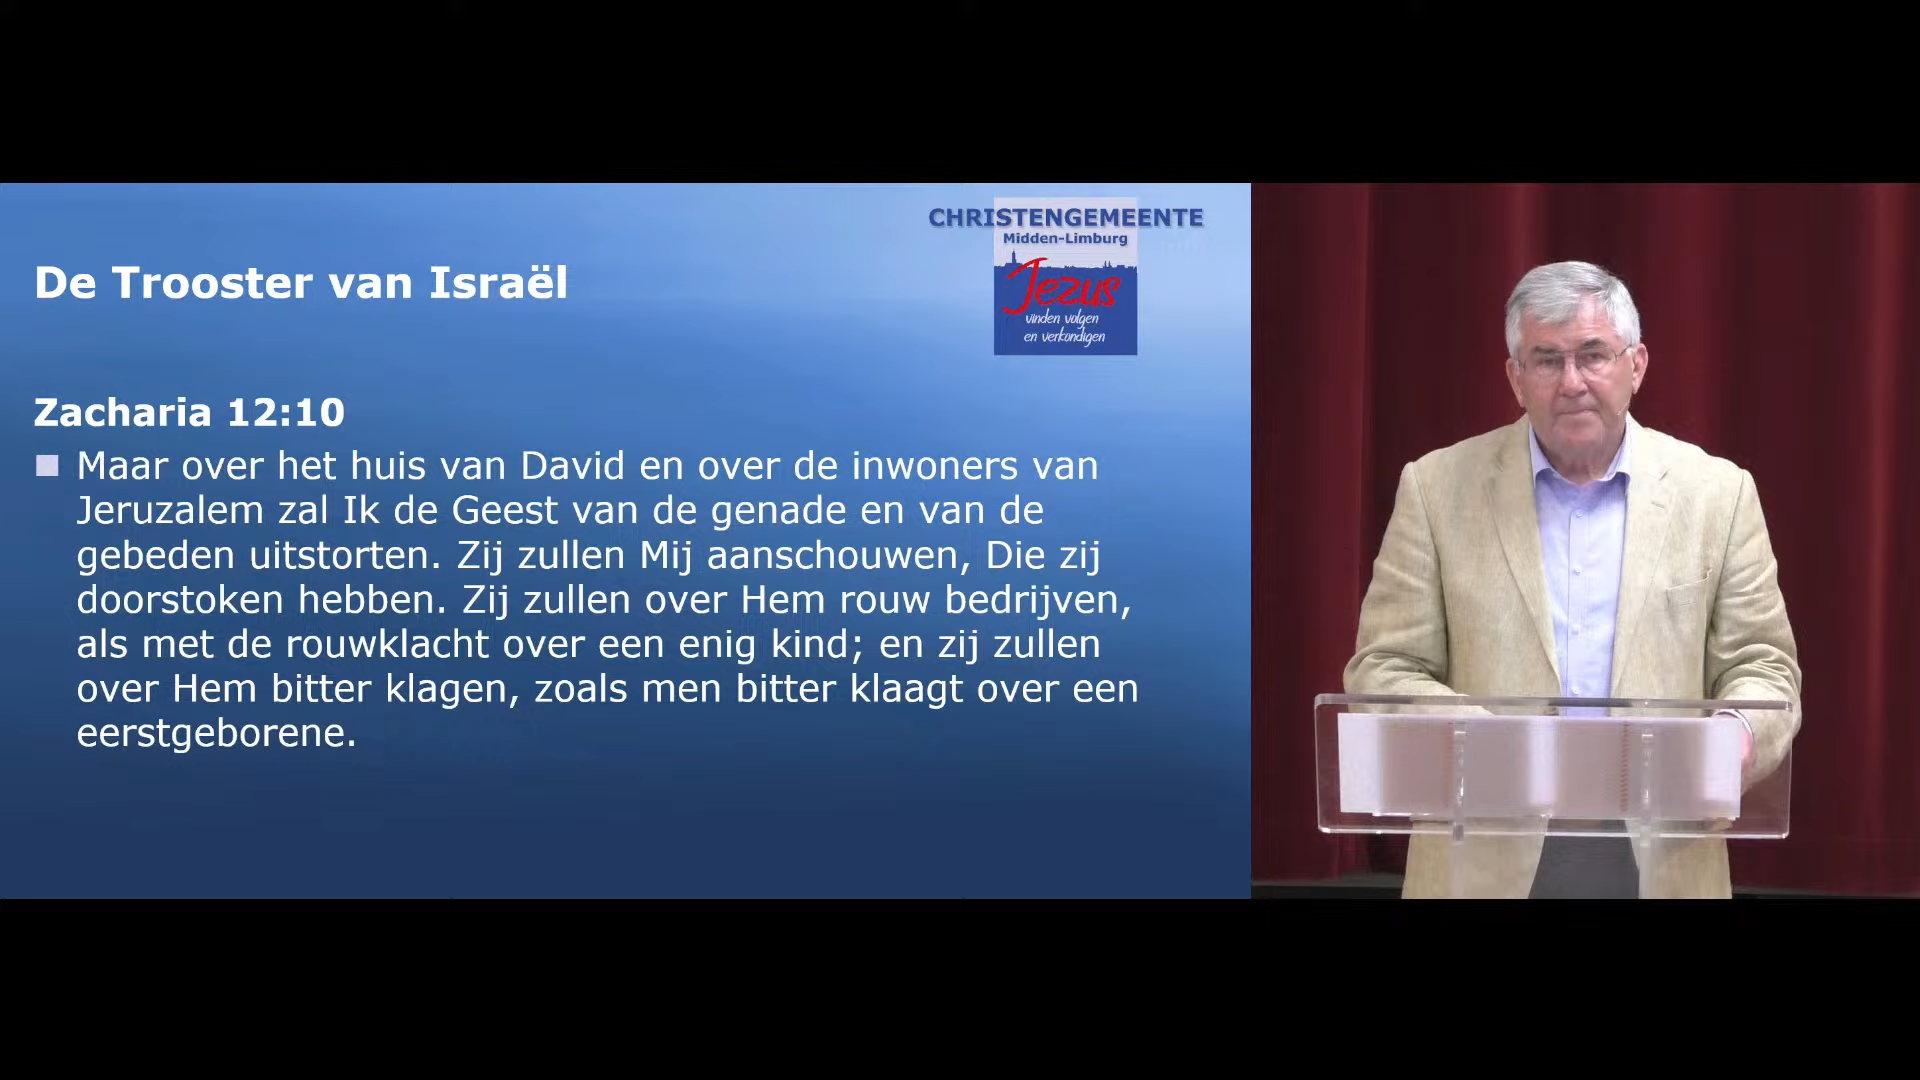 CHRISTENGEMEENTE
Midden-Limburg
Jezus
vinden volgen
en verkondigen
De Trooster van Israël
Zacharia 12:10
Maar over het huis van David en over de inwoners van
Jeruzalem zal Ik de Geest van de genade en van de
gebeden uitstorten. Zij zullen Mij aanschouwen, Die zij
doorstoken hebben. Zij zullen over Hem rouw bedrijven,
als met de rouwklacht over een enig kind; en zij zullen
over Hem bitter klagen, zoals men bitter klaagt over een
eerstgeborene.